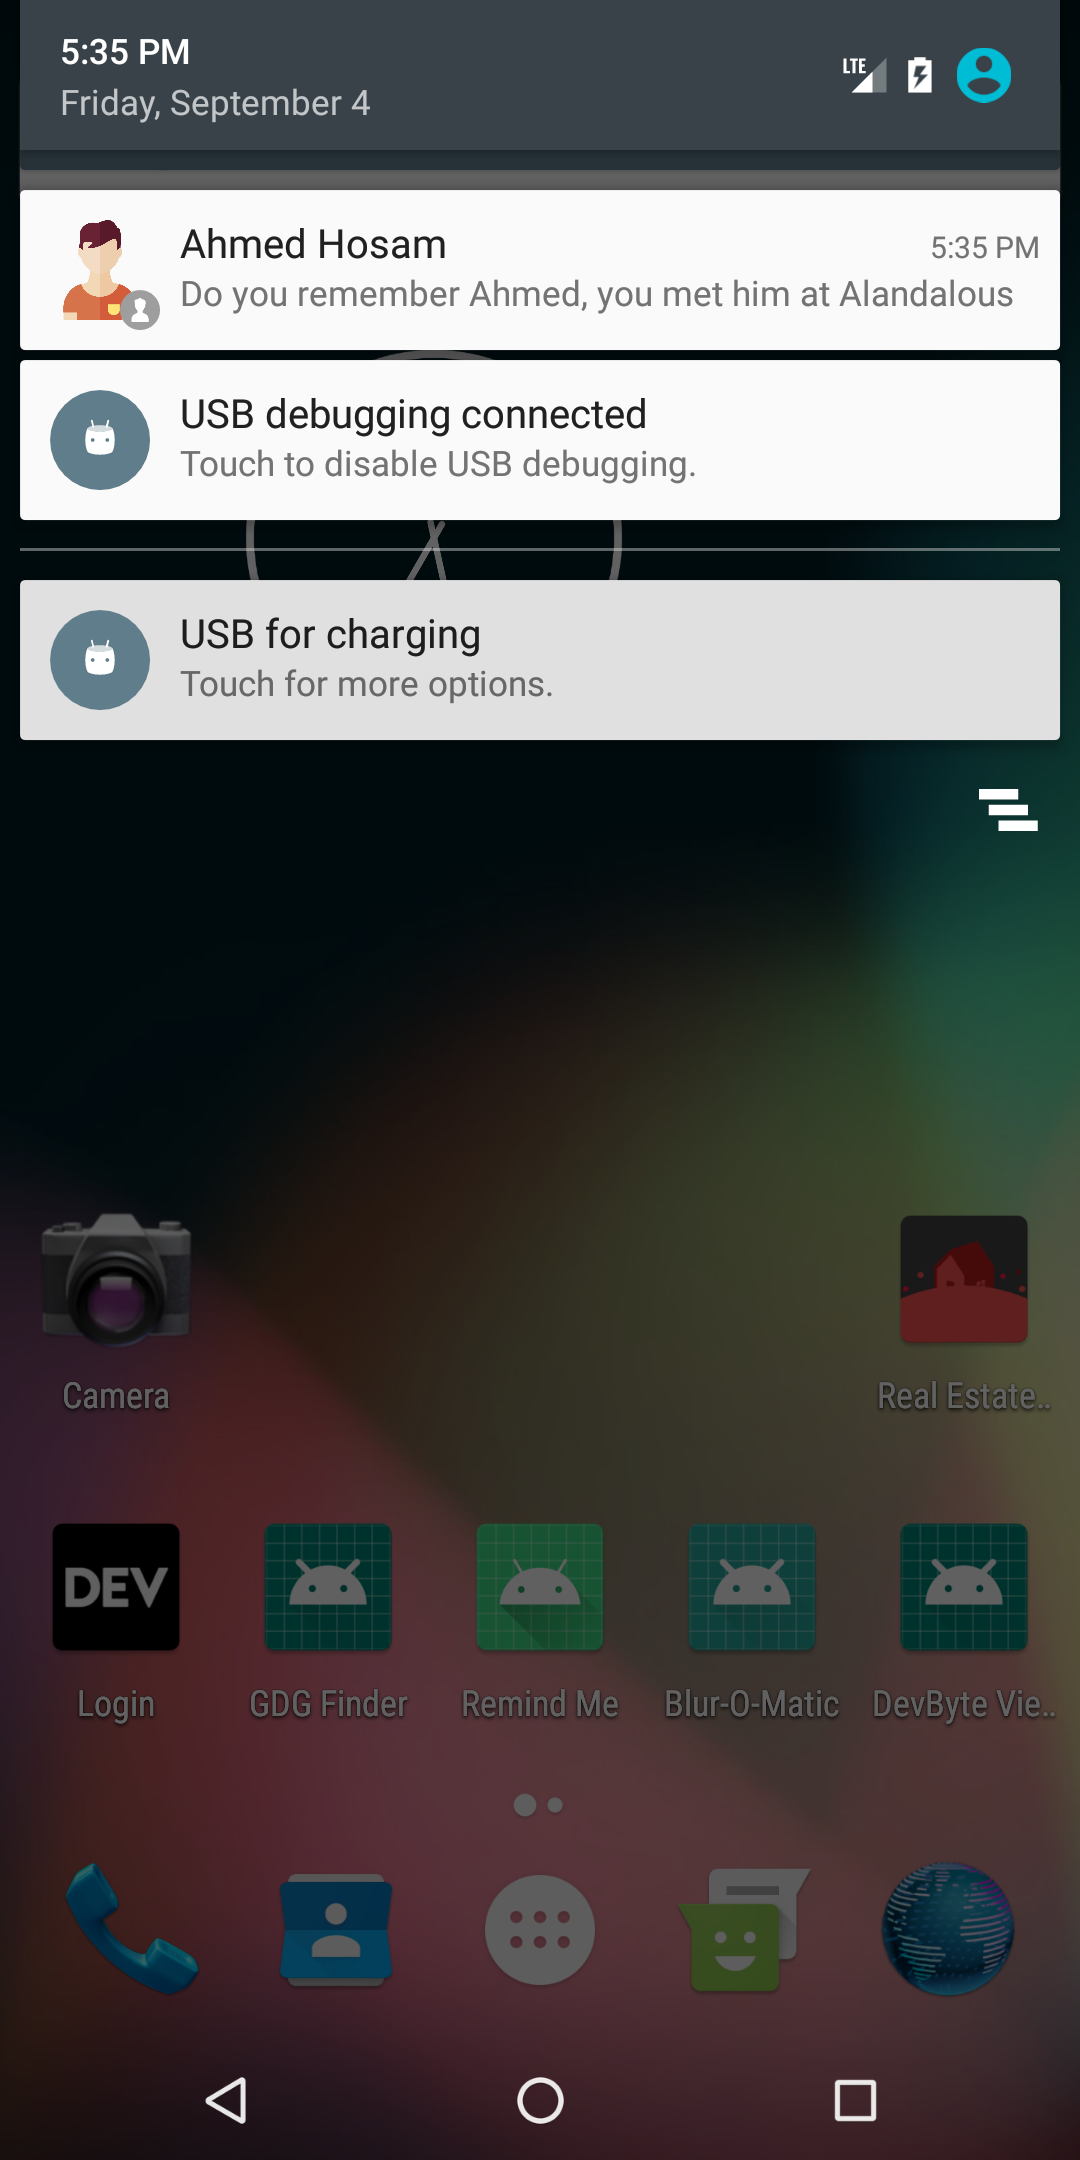 5:35 PM
LTE
Friday, September 4
Ahmed Hosam
5:35 PM
Do you remember Ahmed, you met him at Alandalous
USB debugging connected
Touch to disable USB debugging.
USB for charging
Touch for more options.
Camera
Real Estate..
DEV
Login
GDG Finder
Remind Me
Blur-O-Matic
DevByte Vie..